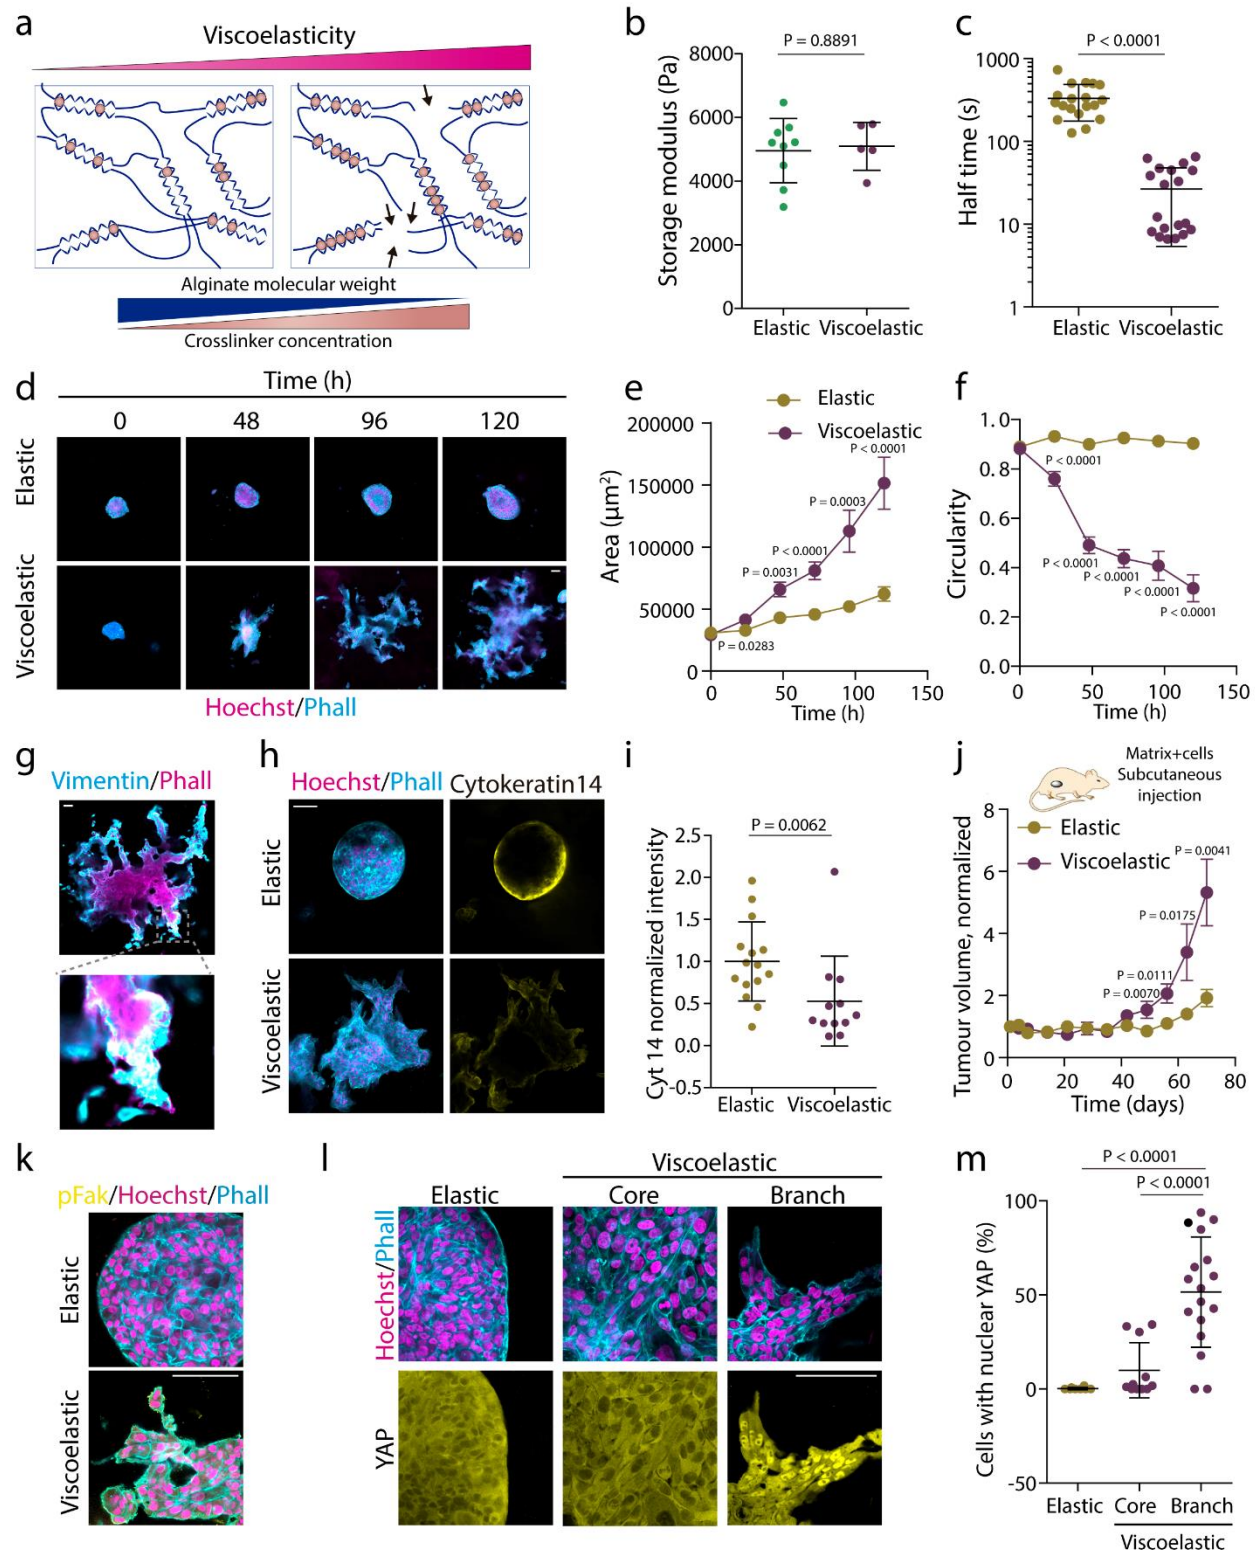 a
Viscoelasticity
Alginate molecular weight
Crosslinker concentration
b
P = 0.8891
Storage modulus (Pa)
8000
6000
4000
2000
0
Elastic
Viscoelastic
c
P < 0.0001
Half time (s)
1000
100
10
1
Elastic
Viscoelastic
d
Time (h)
0
48
96
120
Elastic
Viscoelastic
Hoechst/Phall
e
Elastic
Viscoelastic
Area (μm²)
200000
150000
100000
50000
0
P < 0.0001
P = 0.0003
P < 0.0001
P = 0.0031
P = 0.0283
0
50
100
150
Time (h)
f
Circularity
1.0
0.8
0.6
0.4
0.2
0.0
P < 0.0001
P < 0.0001
P < 0.0001
P < 0.0001
P < 0.0001
0
50
100
150
Time (h)
g
Vimentin/Phall
h
Hoechst/Phall
Cytokeratin14
Elastic
Viscoelastic
i
P = 0.0062
Cyt 14 normalized intensity
2.5
2.0
1.5
1.0
0.5
0.0
-0.5
Elastic
Viscoelastic
j
Matrix+cells
Subcutaneous
injection
Elastic
Viscoelastic
Tumour volume, normalized
8
6
4
2
0
P = 0.0041
P = 0.0175
P = 0.0111
P = 0.0070
0
20
40
60
80
Time (days)
k
pFak/Hoechst/Phall
Elastic
Viscoelastic
l
Viscoelastic
Elastic
Core
Branch
Hoechst/Phall
YAP
m
P < 0.0001
P < 0.0001
Cells with nuclear YAP (%)
100
50
0
-50
Elastic
Core
Branch
Viscoelastic